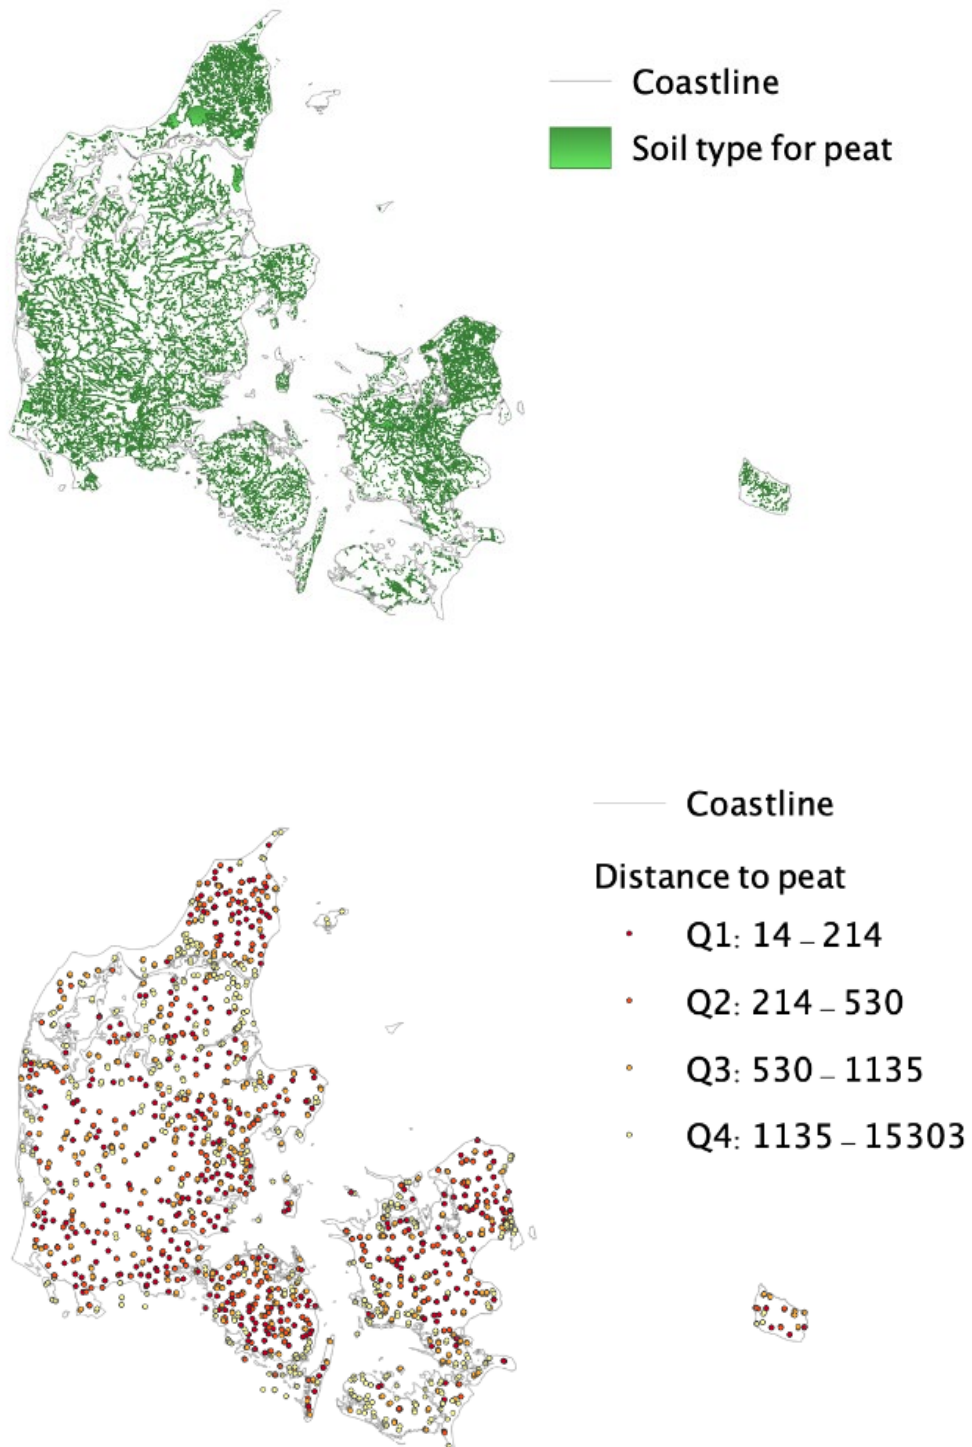 Coastline
Soil type for peat
Coastline
Distance to peat
Q1: 14 – 214
Q2: 214 – 530
Q3: 530 – 1135
Q4: 1135 – 15303